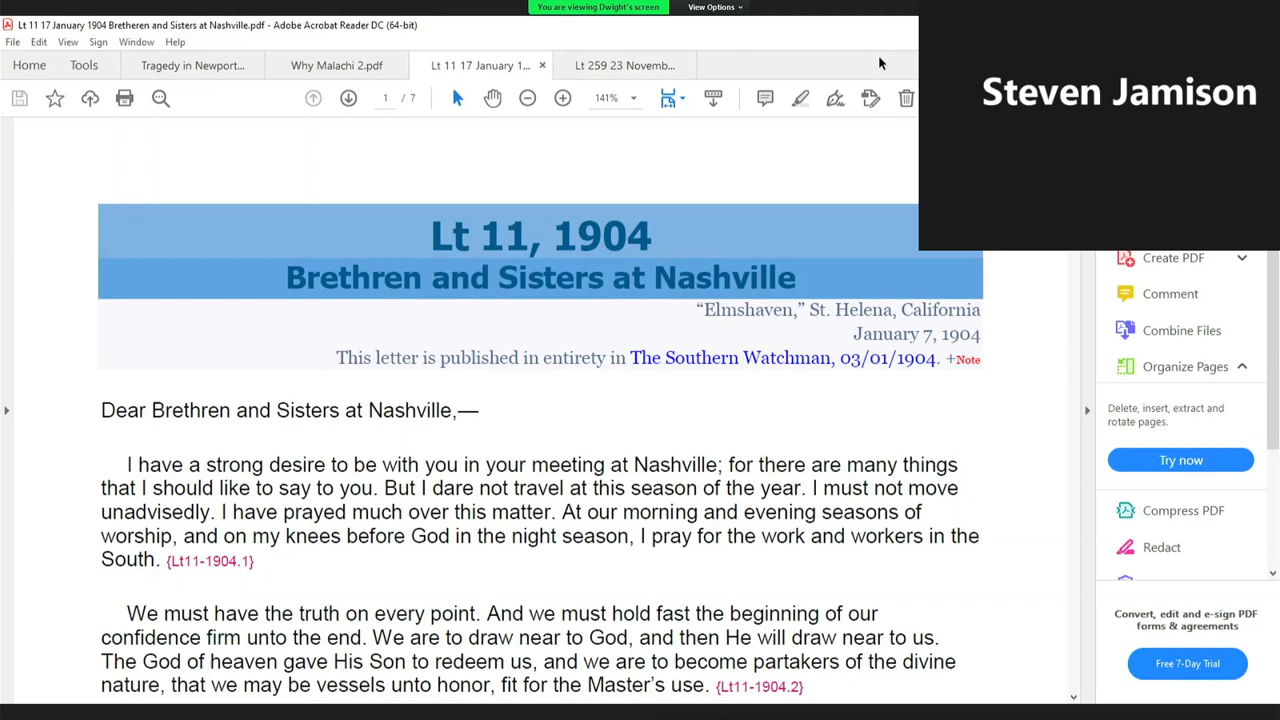 You are viewing Dwight's screen
View Options
Lt 11 17 January 1904 Bretheren and Sisters at Nashville.pdf - Adobe Acrobat Reader DC (64-bit)
File Edit View Sign Window Help
Home Tools Tragedy in Newport... Why Malachi 2.pdf Lt 11 17 January 1... × Lt 259 23 Novemb...
1 / 7 141%
Steven Jamison
Lt 11, 1904
Brethren and Sisters at Nashville
“Elmshaven,” St. Helena, California
January 7, 1904
This letter is published in entirety in The Southern Watchman, 03/01/1904. +Note
Dear Brethren and Sisters at Nashville,—
I have a strong desire to be with you in your meeting at Nashville; for there are many things
that I should like to say to you. But I dare not travel at this season of the year. I must not move
unadvisedly. I have prayed much over this matter. At our morning and evening seasons of
worship, and on my knees before God in the night season, I pray for the work and workers in the
South. {Lt11-1904.1}
We must have the truth on every point. And we must hold fast the beginning of our
confidence firm unto the end. We are to draw near to God, and then He will draw near to us.
The God of heaven gave His Son to redeem us, and we are to become partakers of the divine
nature, that we may be vessels unto honor, fit for the Master’s use. {Lt11-1904.2}
Create PDF
Comment
Combine Files
Organize Pages
Delete, insert, extract and
rotate pages.
Try now
Compress PDF
Redact
Convert, edit and e-sign PDF
forms & agreements
Free 7-Day Trial